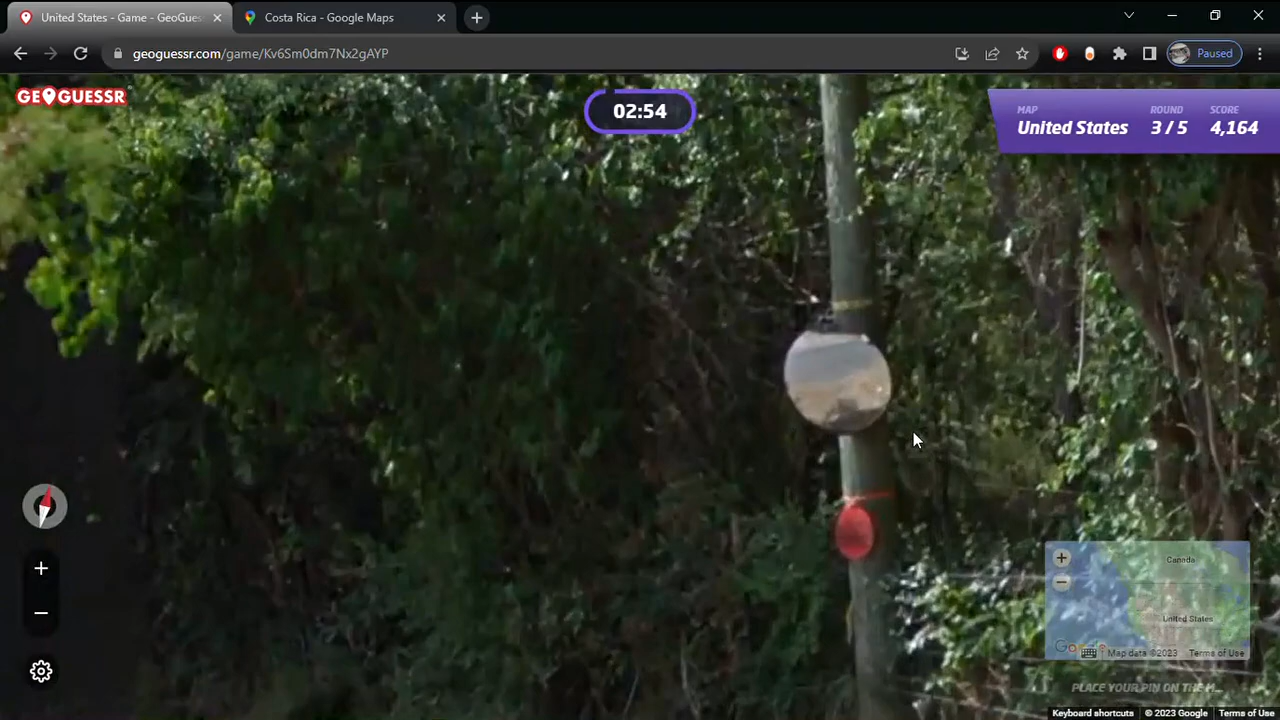 United States - Game - GeoGues
Costa Rica - Google Maps
geoguessr.com/game/Kv6Sm0dm7Nx2gAYP
Paused
GEOGUESSR
02:54
MAP ROUND SCORE
United States 3 / 5 4,164
Canada
United States
Map data ©2023 Terms of Use
PLACE YOUR PIN ON THE M...
Keyboard shortcuts © 2023 Google Terms of Use